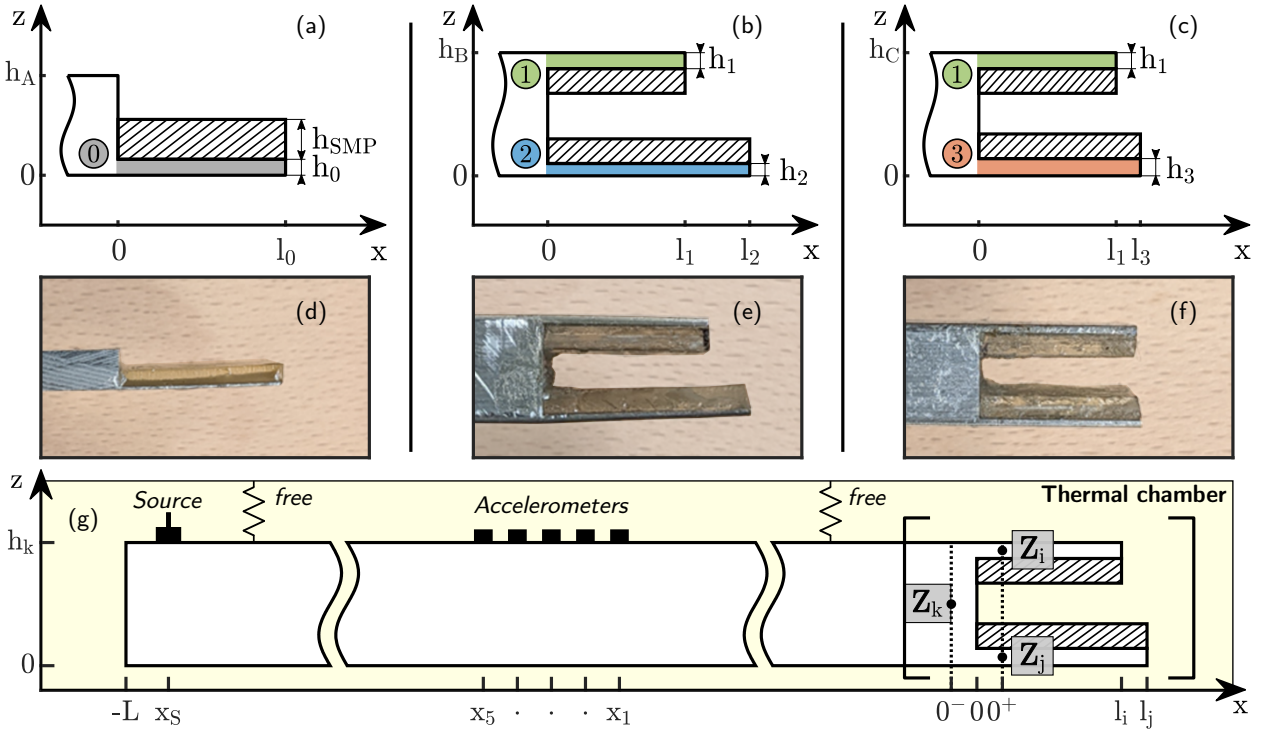 z
(a)
h_A
0
h_SMP
h_0
0
0
l_0
x
z
(b)
h_B
1
h_1
2
h_2
0
0
l_1
l_2
x
z
(c)
h_C
1
h_1
3
h_3
0
0
l_1 l_3
x
(d)
(e)
(f)
z
(g)
Source
free
Accelerometers
free
Thermal chamber
h_k
Z_i
Z_k
Z_j
0
-L x_S
x_5 · · · x_1
0⁻ 0 0⁺
l_i l_j
x